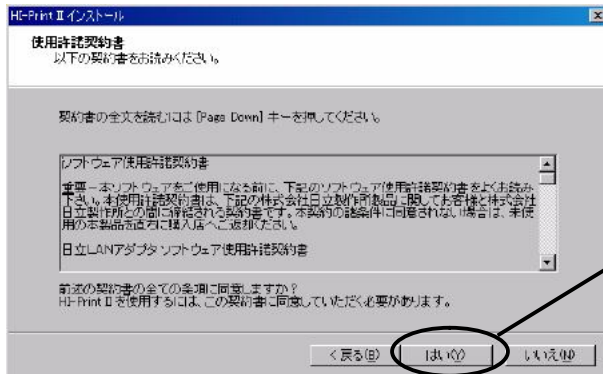 HI-Print Ⅱ インストール
使用許諾契約書
以下の契約書をお読みください。
契約書の全文を読むには [Page Down] キーを押してください。
ソフトウェア使用許諾契約書
重要－本ソフトウェアをご使用になる前に、下記のソフトウェア使用許諾契約書をよくお読み
下さい。本使用許諾契約書は、下記の株式会社日立製作所製品に関してお客様と株式会社
日立製作所との間に締結される契約書です。本契約の諸条件に同意されない場合は、未使
用の本製品を直ちに購入店へご返却ください。
日立LANアダプタ ソフトウェア使用許諾契約書
前述の契約書の全ての条項に同意しますか?
HI-Print Ⅱ を使用するには、この契約書に同意していただく必要があります。
< 戻る(B)
はい(Y)
いいえ(N)